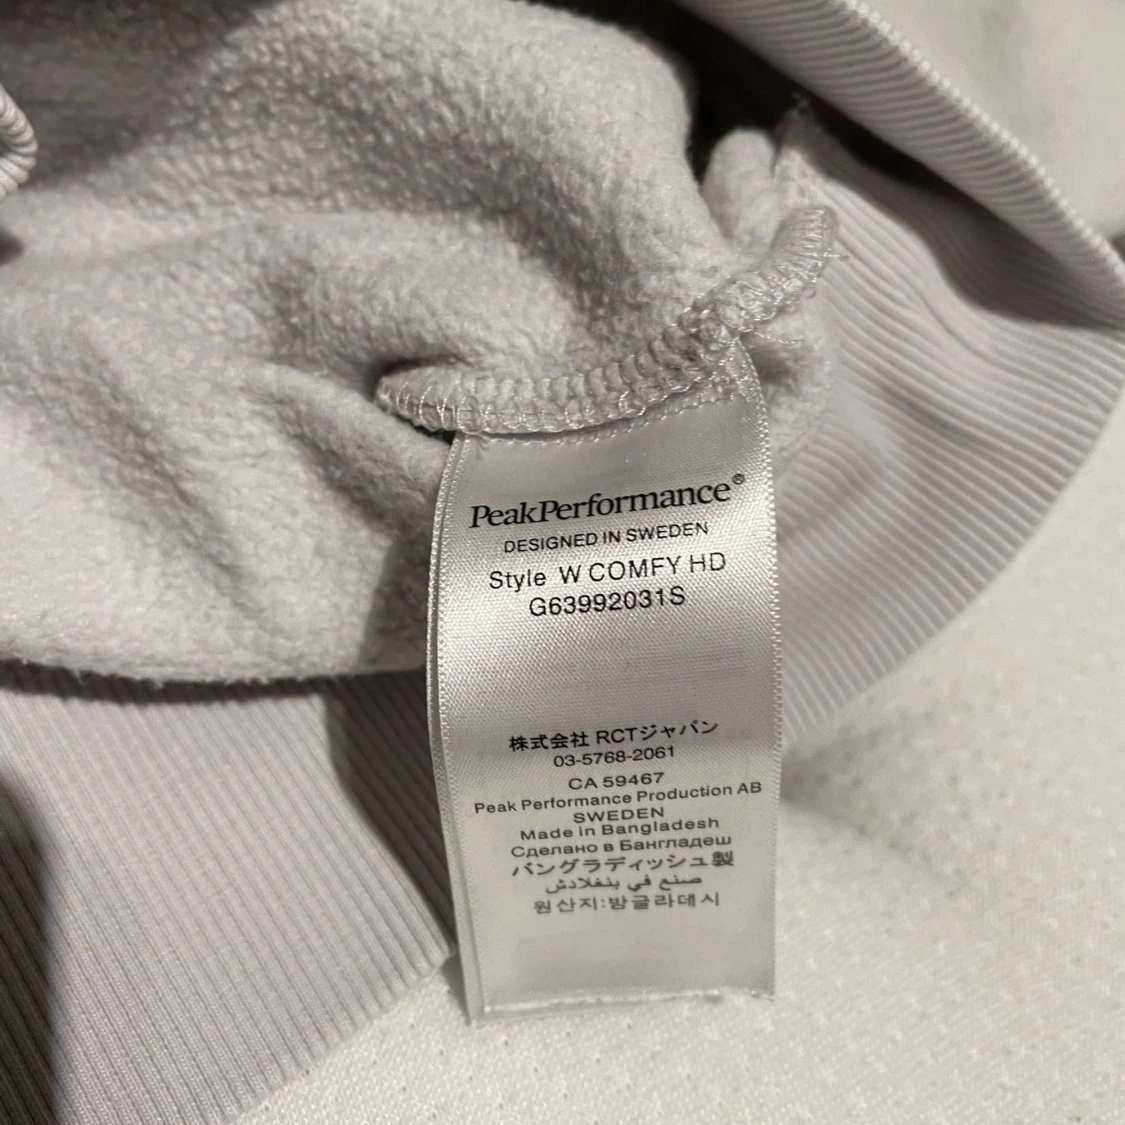 PeakPerformance®
DESIGNED IN SWEDEN
Style W COMFY HD
G63992031S
株式会社 RCTジャパン
03-5768-2061
CA 59467
Peak Performance Production AB
SWEDEN
Made in Bangladesh
Сделано в Бангладеш
バングラディッシュ製
صنع في بنغلادش
원산지:방글라데시